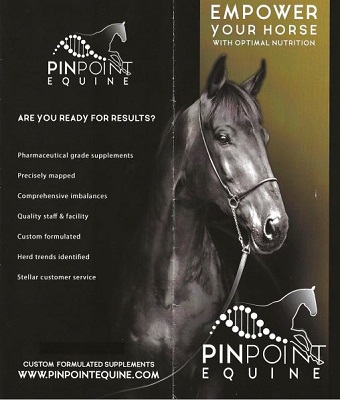 PINPOINT
EQUINE
ARE YOU READY FOR RESULTS?
Pharmaceutical grade supplements
Precisely mapped
Comprehensive imbalances
Quality staff & facility
Custom formulated
Herd trends identified
Stellar customer service
CUSTOM FORMULATED SUPPLEMENTS
WWW.PINPOINTEQUINE.COM
EMPOWER
YOUR HORSE
WITH OPTIMAL NUTRITION
PINPOINT
EQUINE